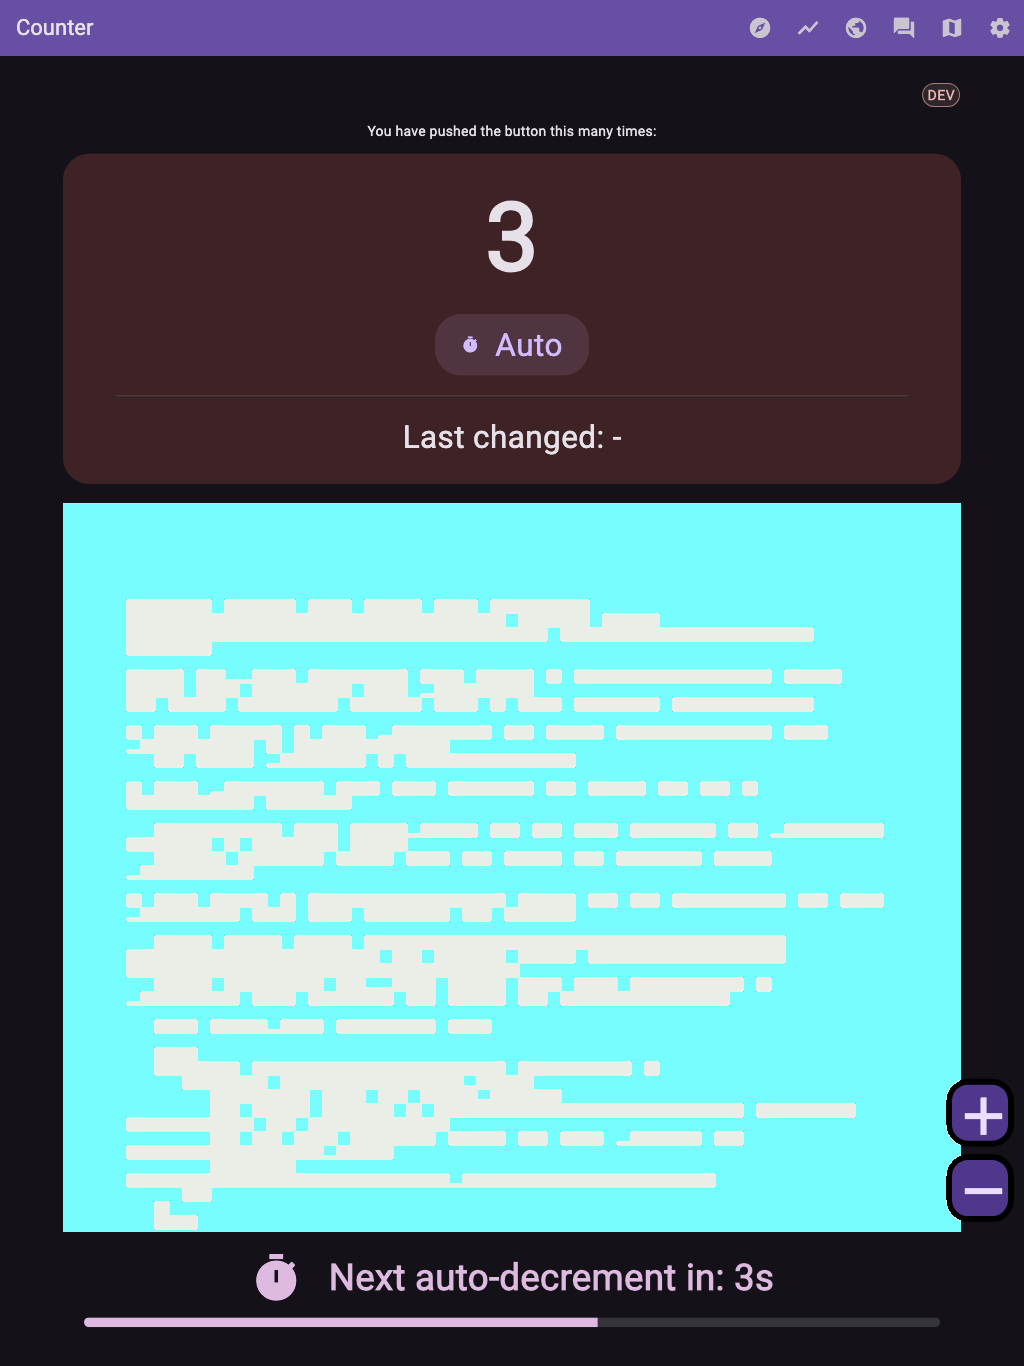 Counter
DEV
You have pushed the button this many times:
3
Auto
Last changed: -
Next auto-decrement in: 3s